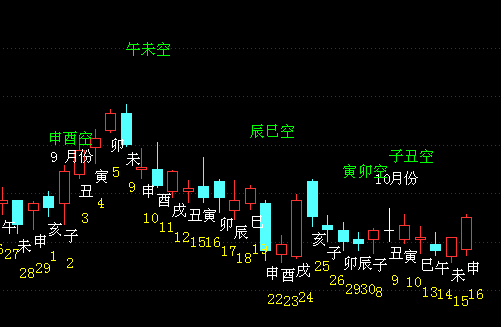 午未空
辰巳空
申酉空
子丑空
9 月份
寅卯空
10月份
午
未
申
亥
子
丑
寅
卯
未
申
酉
戌
丑
寅
卯
辰
巳
申
酉
戌
亥
子
卯
辰
子
丑
寅
巳
午
未
申
27
28
29
1
2
3
4
5
9
10
11
12
15
16
17
18
22
23
24
25
26
29
30
8
9
10
13
14
15
16